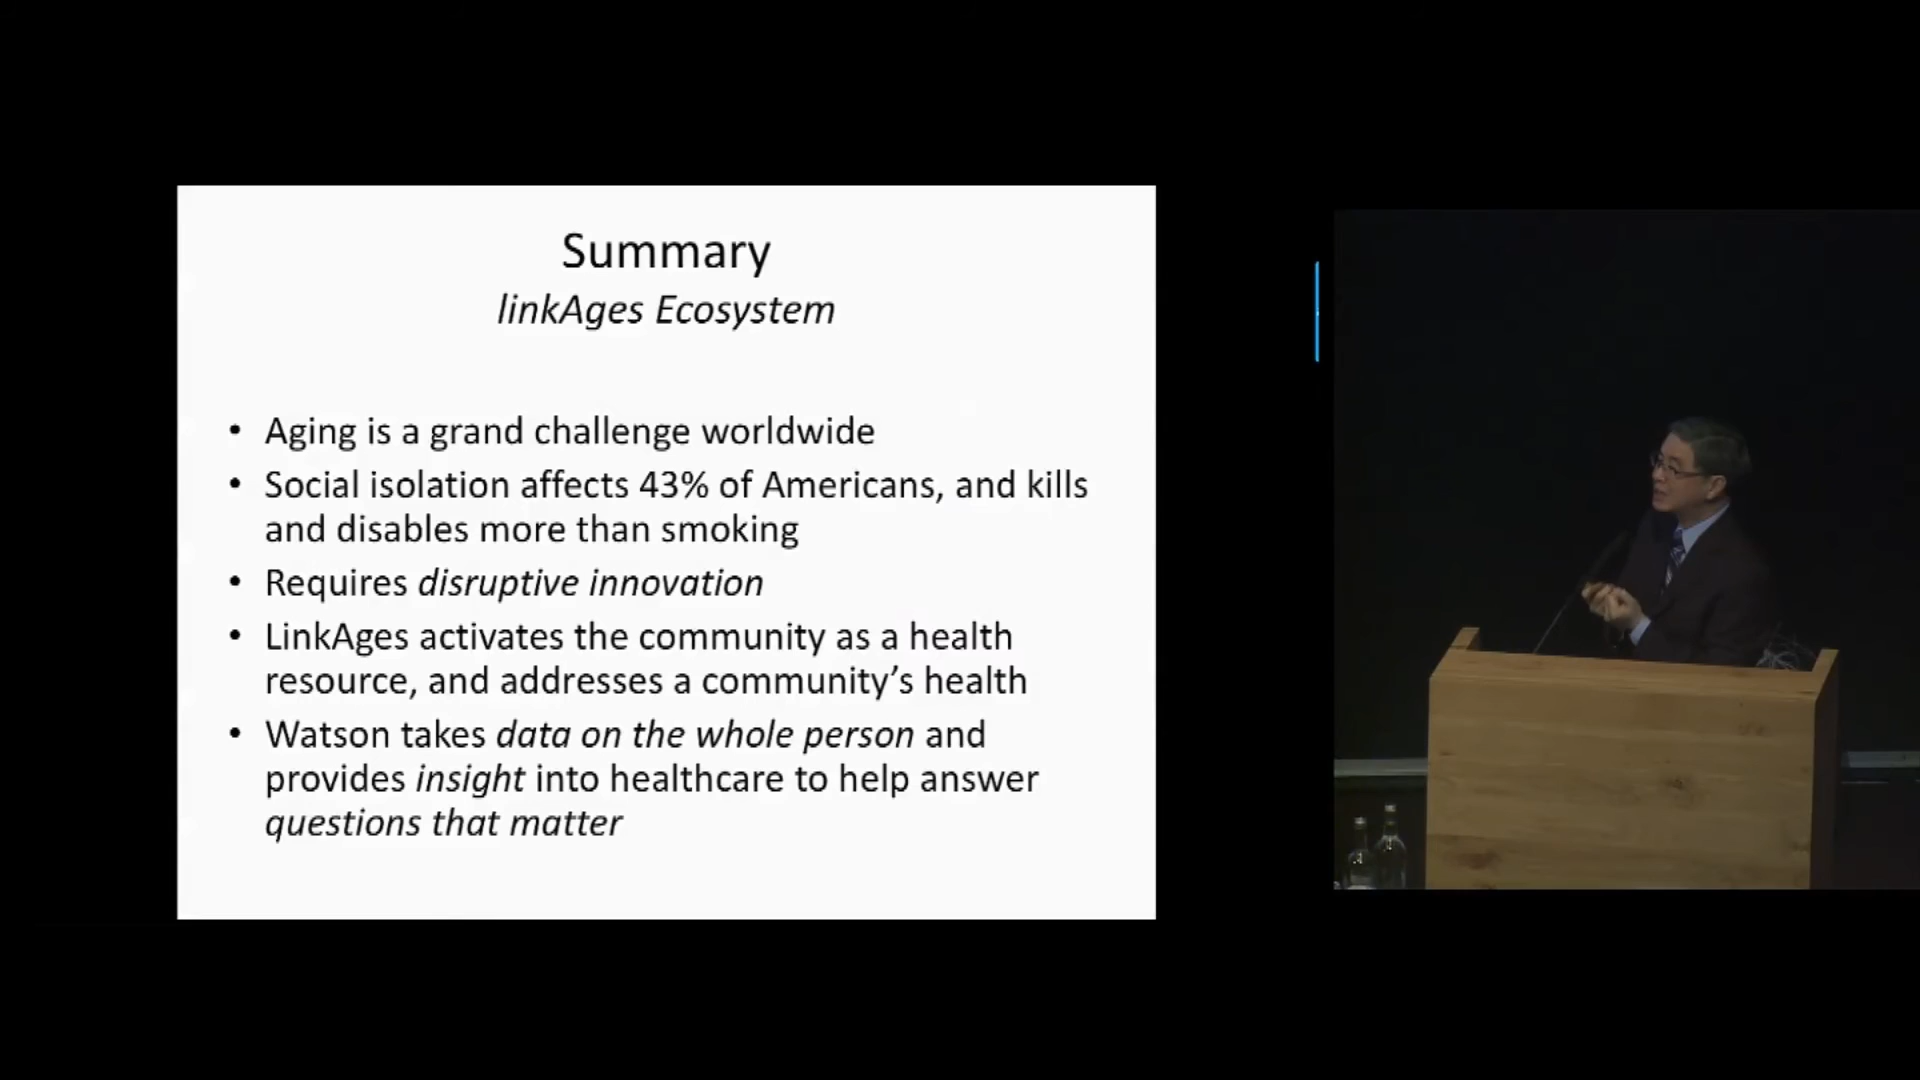 Summary
linkAges Ecosystem
• Aging is a grand challenge worldwide
• Social isolation affects 43% of Americans, and kills
and disables more than smoking
• Requires disruptive innovation
• LinkAges activates the community as a health
resource, and addresses a community’s health
• Watson takes data on the whole person and
provides insight into healthcare to help answer
questions that matter